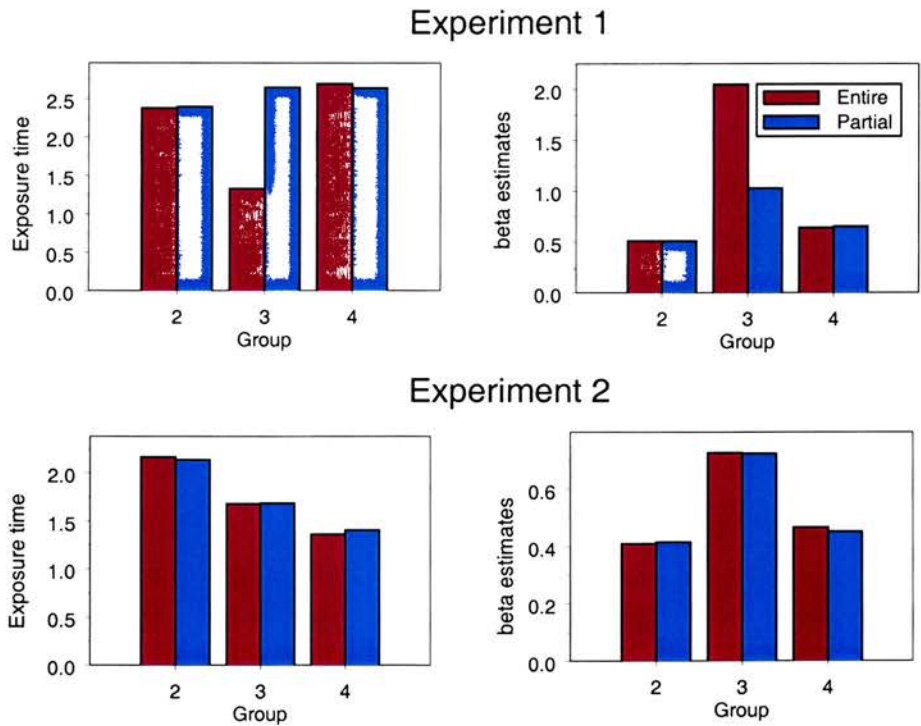 Experiment 1
Exposure time
2.5
2.0
1.5
1.0
0.5
0.0
2 3 4
Group
beta estimates
2.0
1.5
1.0
0.5
0.0
Entire
Partial
2 3 4
Group
Experiment 2
Exposure time
2.0
1.5
1.0
0.5
0.0
2 3 4
Group
beta estimates
0.6
0.4
0.2
0.0
2 3 4
Group